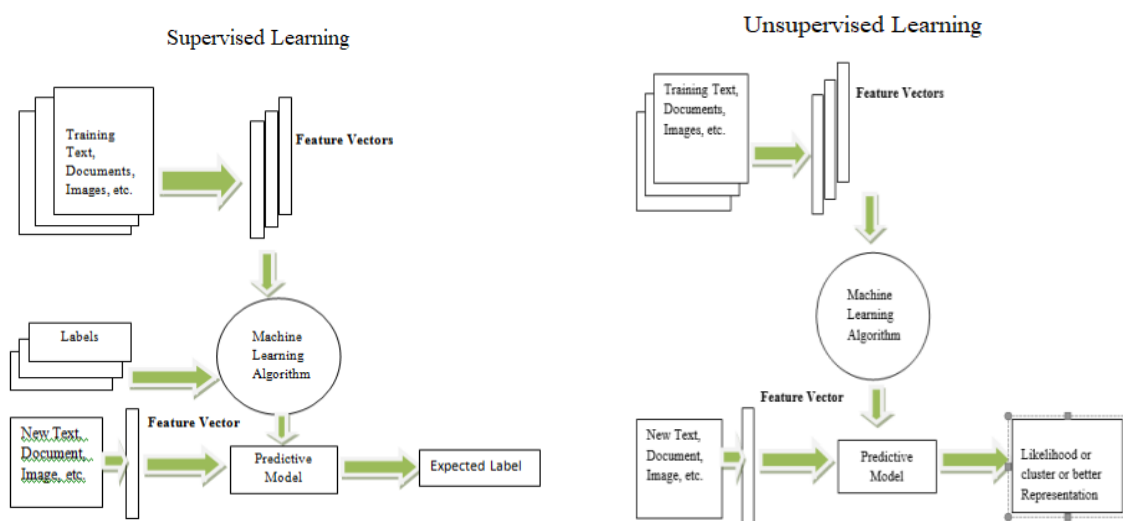 Supervised Learning
Training
Text,
Documents,
Images, etc.
Feature Vectors
Labels
Machine
Learning
Algorithm
New Text,
Document,
Image, etc.
Feature Vector
Predictive
Model
Expected Label
Unsupervised Learning
Training Text,
Documents,
Images, etc.
Feature Vectors
Machine
Learning
Algorithm
Feature Vector
New Text,
Document,
Image, etc.
Predictive
Model
Likelihood or
cluster or better
Representation